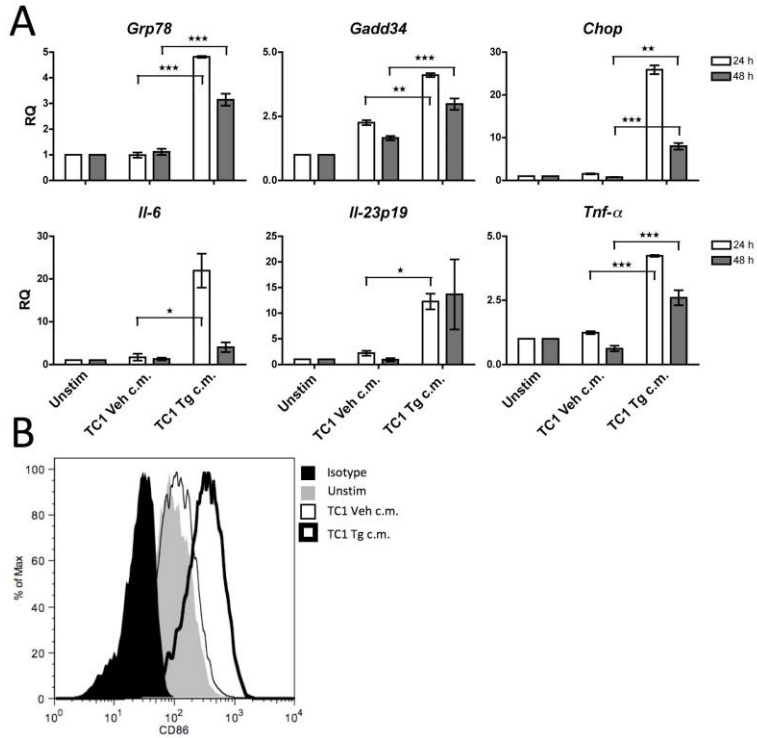 A
Grp78 Gadd34 Chop
RQ
5
4
3
2
1
0
★★★
★★★
5.0
2.5
0.0
★★★
★★
30
20
10
0
★★
★★★
24 h
48 h
Il-6 Il-23p19 Tnf-α
RQ
30
20
10
0
★
25
20
15
10
5
0
★
5.0
2.5
0.0
★★★
★★★
24 h
48 h
Unstim TC1 Veh c.m. TC1 Tg c.m.
Unstim TC1 Veh c.m. TC1 Tg c.m.
Unstim TC1 Veh c.m. TC1 Tg c.m.
B
% of Max
100
80
60
40
20
0
10⁰ 10¹ 10² 10³ 10⁴
CD86
Isotype
Unstim
TC1 Veh c.m.
TC1 Tg c.m.